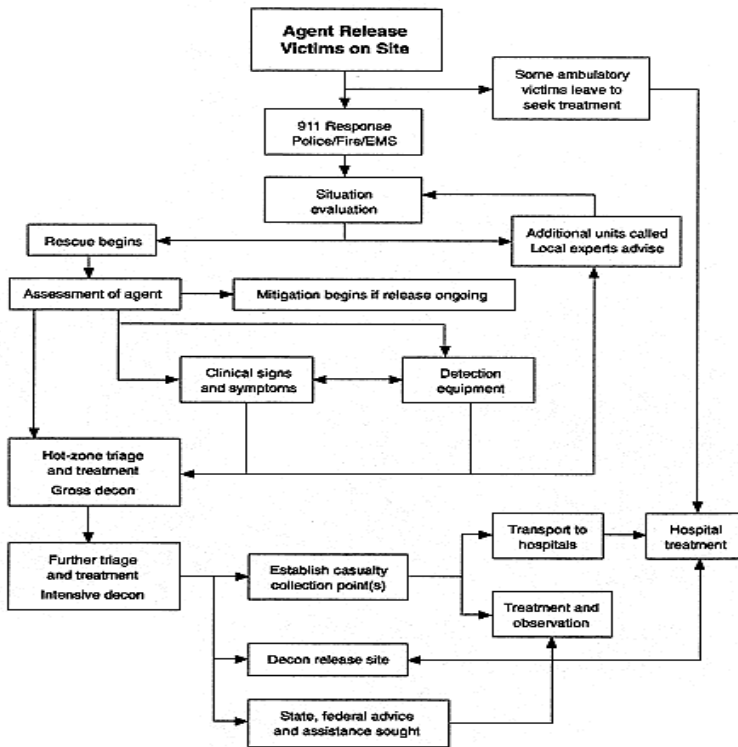 Agent Release
Victims on Site
Some ambulatory
victims leave to
seek treatment
911 Response
Police/Fire/EMS
Situation
evaluation
Rescue begins
Additional units called
Local experts advise
Assessment of agent
Mitigation begins if release ongoing
Clinical signs
and symptoms
Detection
equipment
Hot-zone triage
and treatment
Gross decon
Transport to
hospitals
Hospital
treatment
Further triage
and treatment
Intensive decon
Establish casualty
collection point(s)
Treatment and
observation
Decon release site
State, federal advice
and assistance sought